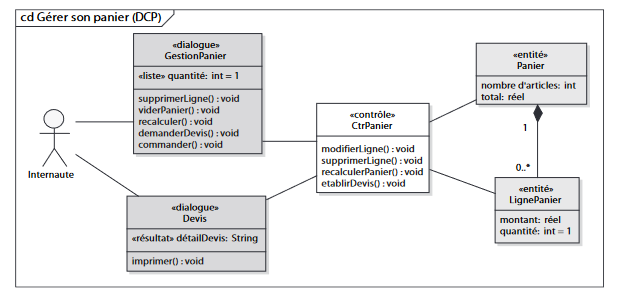 cd Gérer son panier (DCP)
«dialogue»
GestionPanier
«liste» quantité: int = 1
supprimerLigne() : void
viderPanier() : void
recalculer() : void
demanderDevis() : void
commander() : void
Internaute
«dialogue»
Devis
«résultat» détailDevis: String
imprimer() : void
«contrôle»
CtrPanier
modifierLigne() : void
supprimerLigne() : void
recalculerPanier() : void
etablirDevis() : void
«entité»
Panier
nombre d'articles: int
total: réel
1
0..*
«entité»
LignePanier
montant: réel
quantité: int = 1